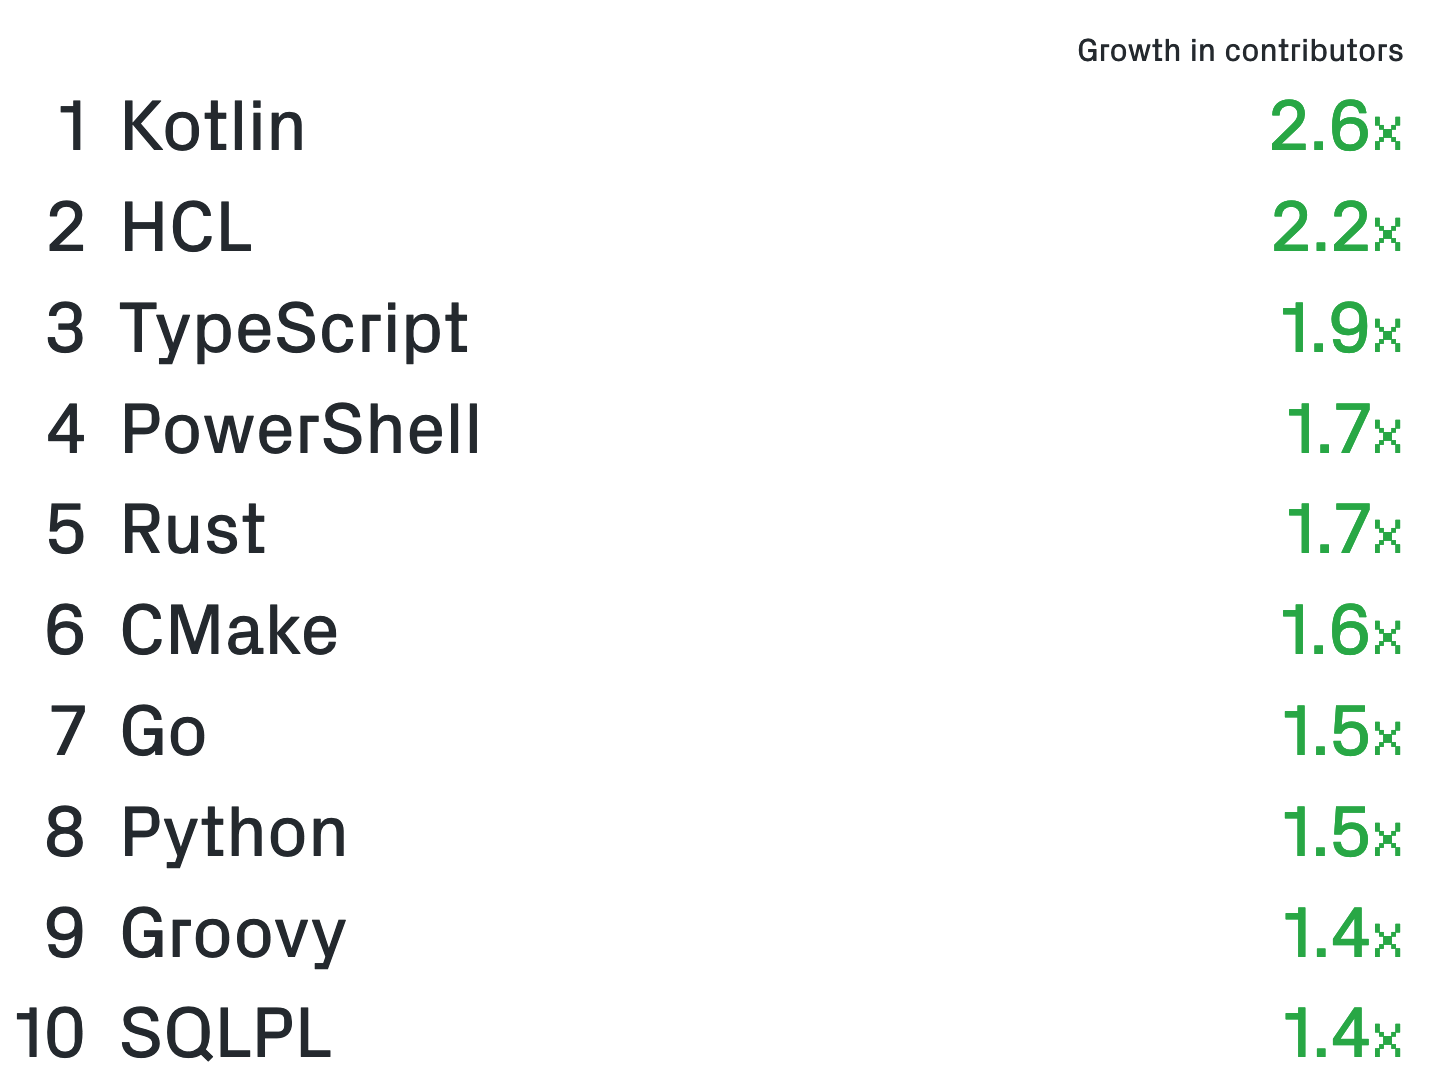 Growth in contributors
1 Kotlin 2.6x
2 HCL 2.2x
3 TypeScript 1.9x
4 PowerShell 1.7x
5 Rust 1.7x
6 CMake 1.6x
7 Go 1.5x
8 Python 1.5x
9 Groovy 1.4x
10 SQLPL 1.4x